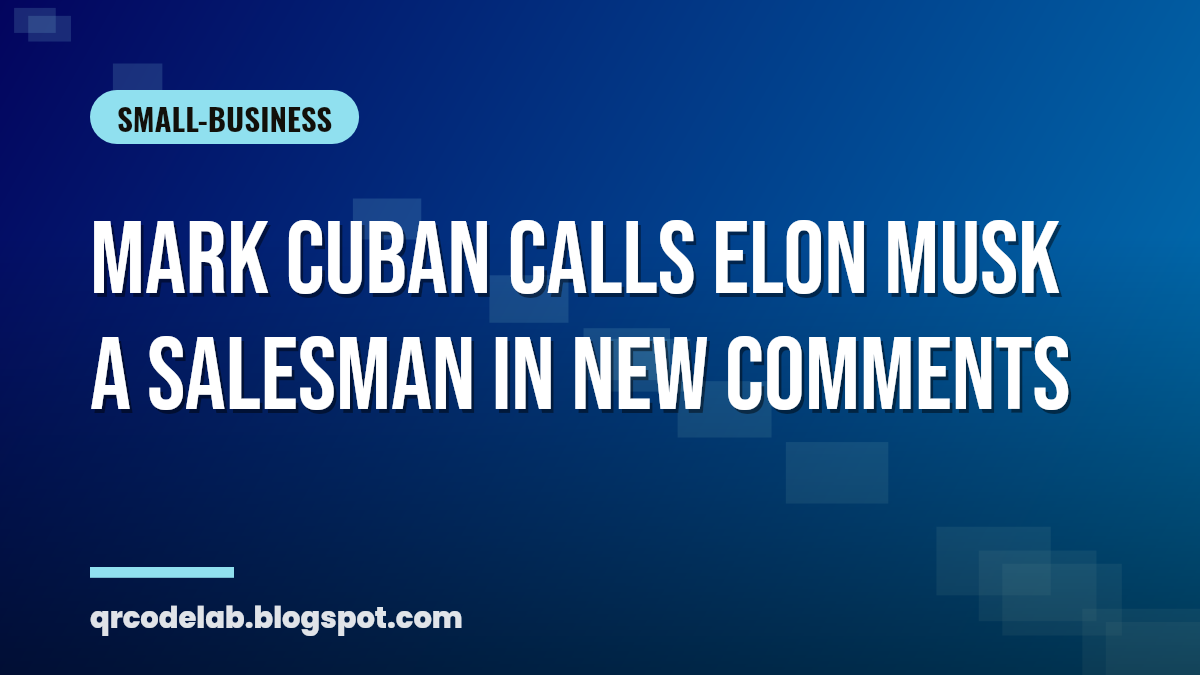 SMALL-BUSINESS
MARK CUBAN CALLS ELON MUSK
A SALESMAN IN NEW COMMENTS
qrcodelab.blogspot.com